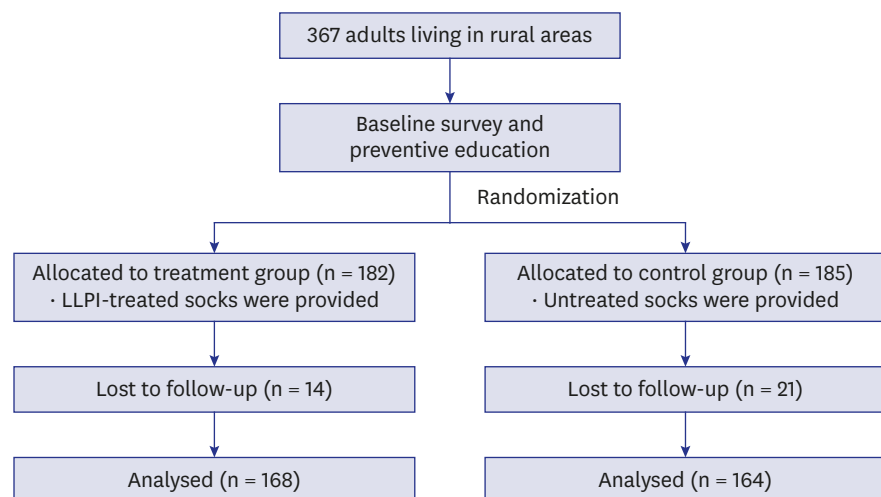 367 adults living in rural areas
Baseline survey and
preventive education
Randomization
Allocated to treatment group (n = 182)
· LLPI-treated socks were provided
Allocated to control group (n = 185)
· Untreated socks were provided
Lost to follow-up (n = 14)
Lost to follow-up (n = 21)
Analysed (n = 168)
Analysed (n = 164)